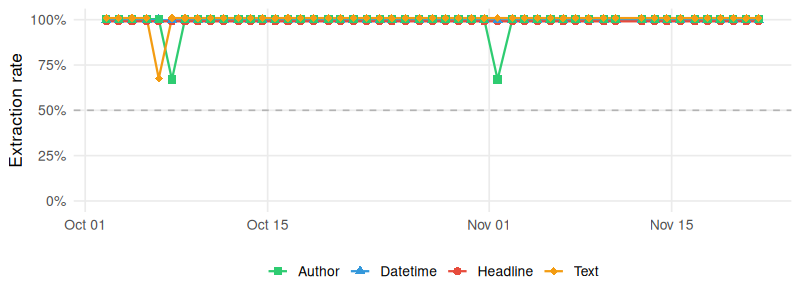 100%
75%
50%
25%
0%
Extraction rate
Oct 01 Oct 15 Nov 01 Nov 15
Author Datetime Headline Text